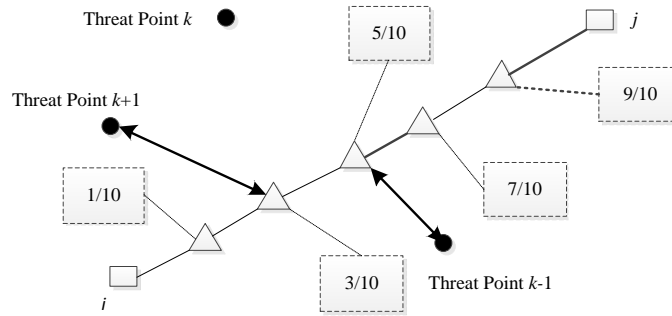 Threat Point k
5/10
j
Threat Point k+1
9/10
1/10
7/10
3/10
Threat Point k-1
i